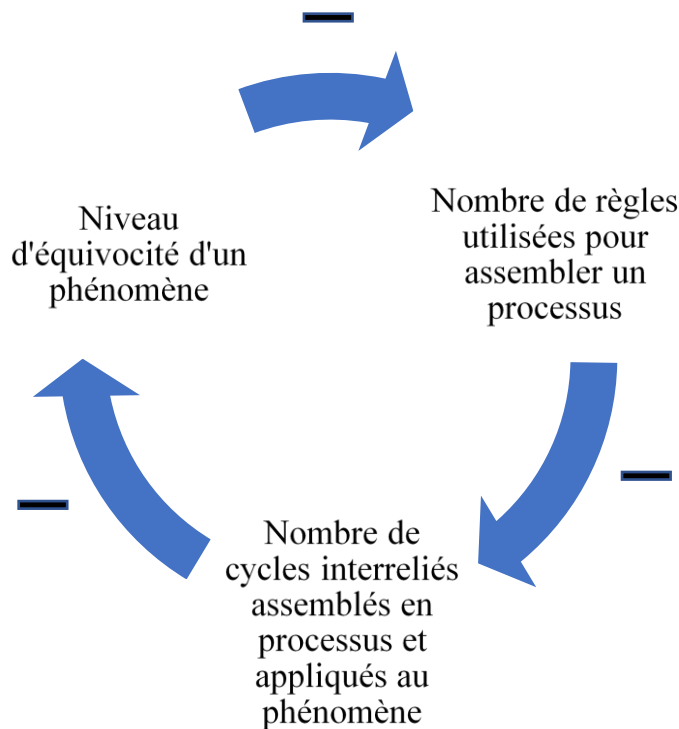 Niveau
d'équivocité d'un
phénomène
Nombre de règles
utilisées pour
assembler un
processus
Nombre de
cycles interreliés
assemblés en
processus et
appliqués au
phénomène